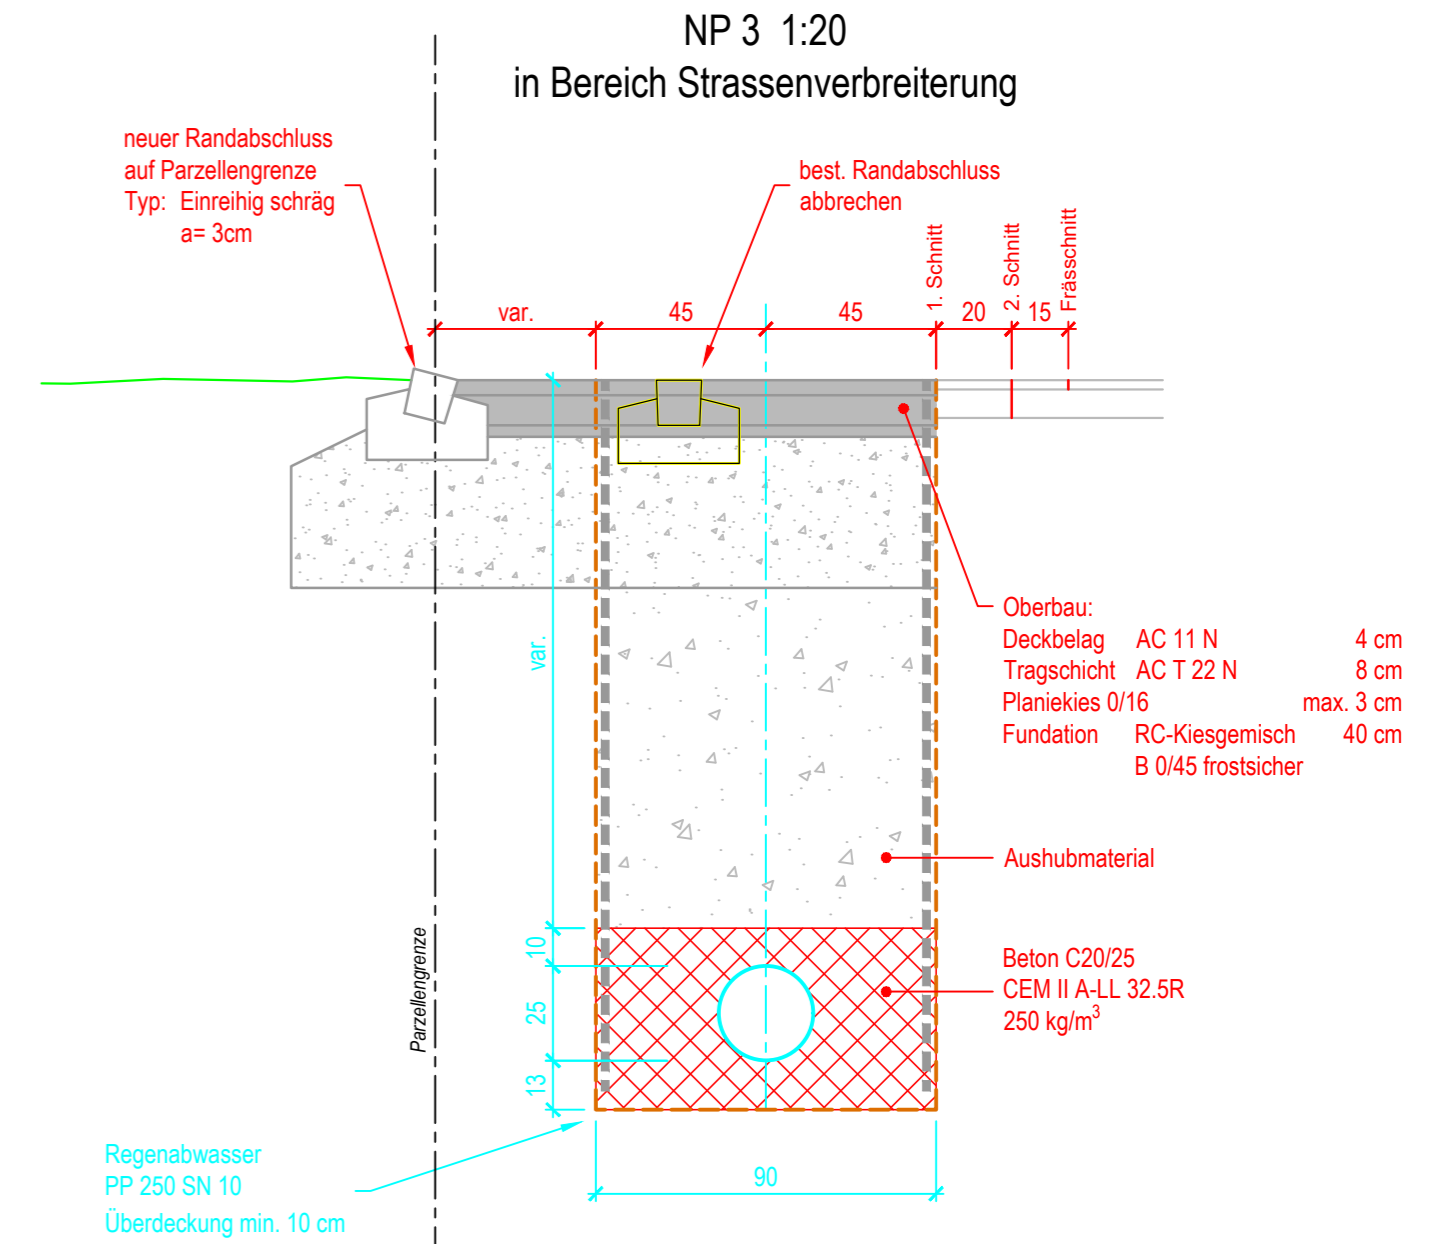 NP 3 1:20
in Bereich Strassenverbreiterung
neuer Randabschluss
auf Parzellengrenze
Typ: Einreihig schräg
a= 3cm
best. Randabschluss
abbrechen
1. Schnitt
2. Schnitt
Frässchnitt
var.
45
45
20
15
var.
Oberbau:
Deckbelag AC 11 N 4 cm
Tragschicht AC T 22 N 8 cm
Planiekies 0/16 max. 3 cm
Fundation RC-Kiesgemisch 40 cm
B 0/45 frostsicher
Aushubmaterial
Parzellengrenze
10
25
13
Beton C20/25
CEM II A-LL 32.5R
250 kg/m³
Regenabwasser
PP 250 SN 10
Überdeckung min. 10 cm
90